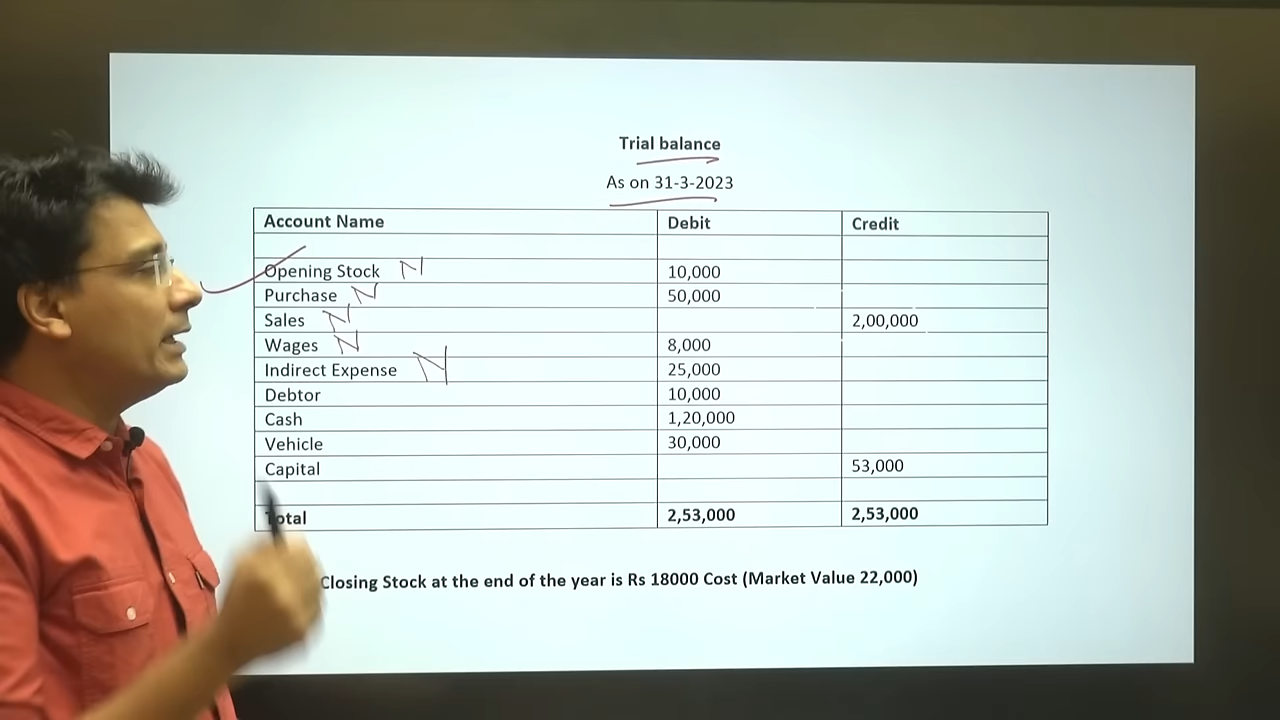 Trial balance
As on 31-3-2023
Account Name Debit Credit
Opening Stock N 10,000
Purchase N 50,000
Sales N 2,00,000
Wages N 8,000
Indirect Expense N 25,000
Debtor 10,000
Cash 1,20,000
Vehicle 30,000
Capital 53,000
Total 2,53,000 2,53,000
Closing Stock at the end of the year is Rs 18000 Cost (Market Value 22,000)